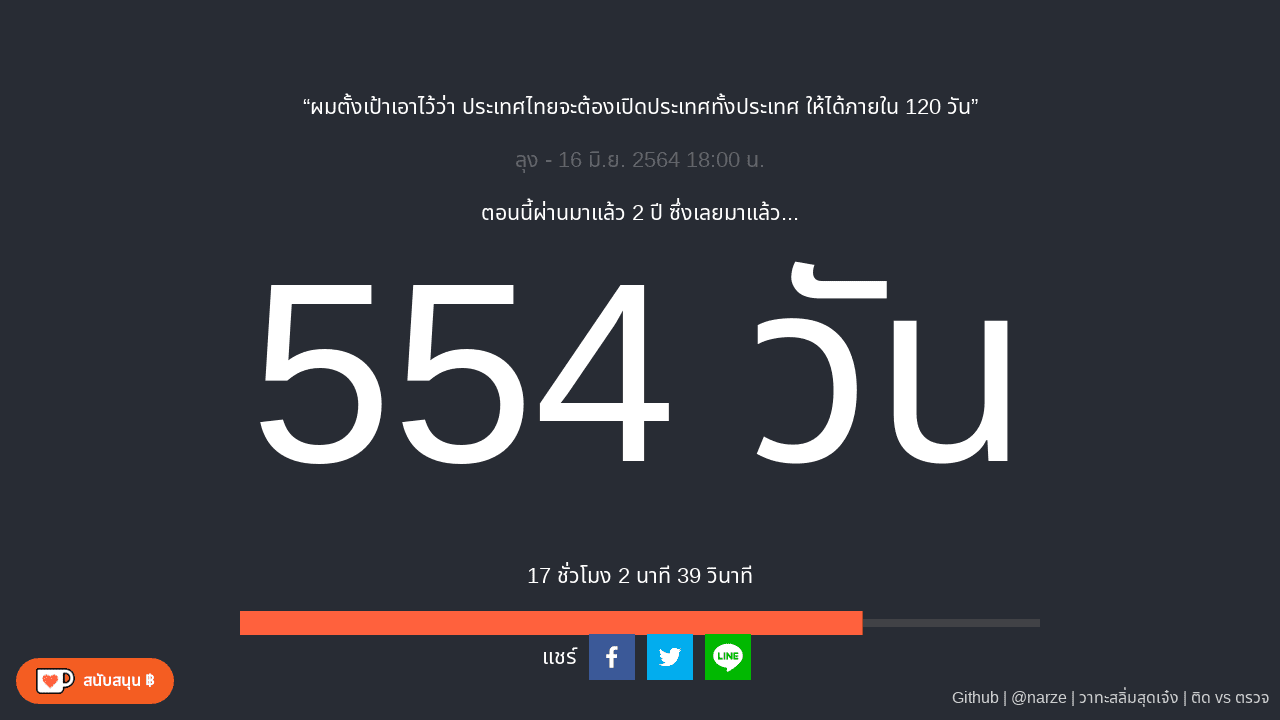 “ผมตั้งเป้าเอาไว้ว่า ประเทศไทยจะต้องเปิดประเทศทั้งประเทศ ให้ได้ภายใน 120 วัน”
ลุง - 16 มิ.ย. 2564 18:00 น.
ตอนนี้ผ่านมาแล้ว 2 ปี ซึ่งเลยมาแล้ว...
554 วัน
17 ชั่วโมง 2 นาที 39 วินาที
แชร์
LINE
สนับสนุน ฿
Github | @narze | วาทะสลิ่มสุดเจ๋ง | ติด vs ตรวจ